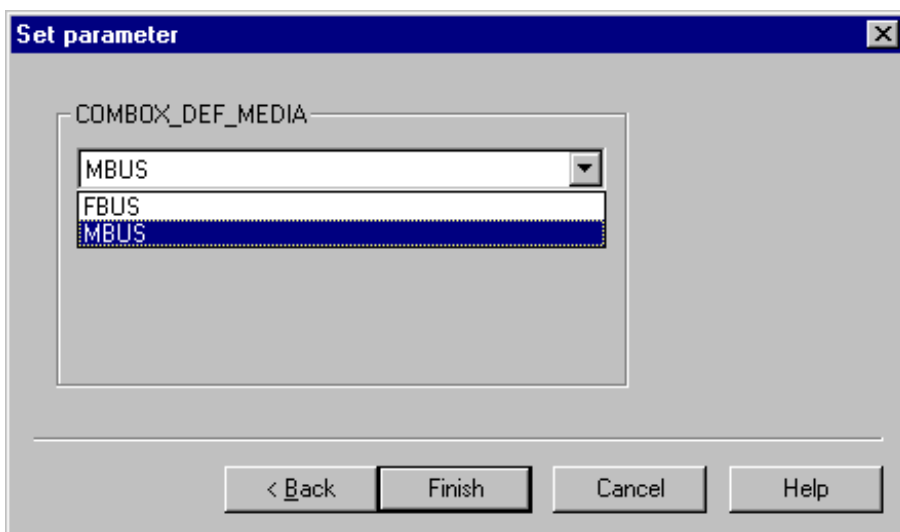 Set parameter
COMBOX_DEF_MEDIA
MBUS
FBUS
MBUS
< Back Finish Cancel Help